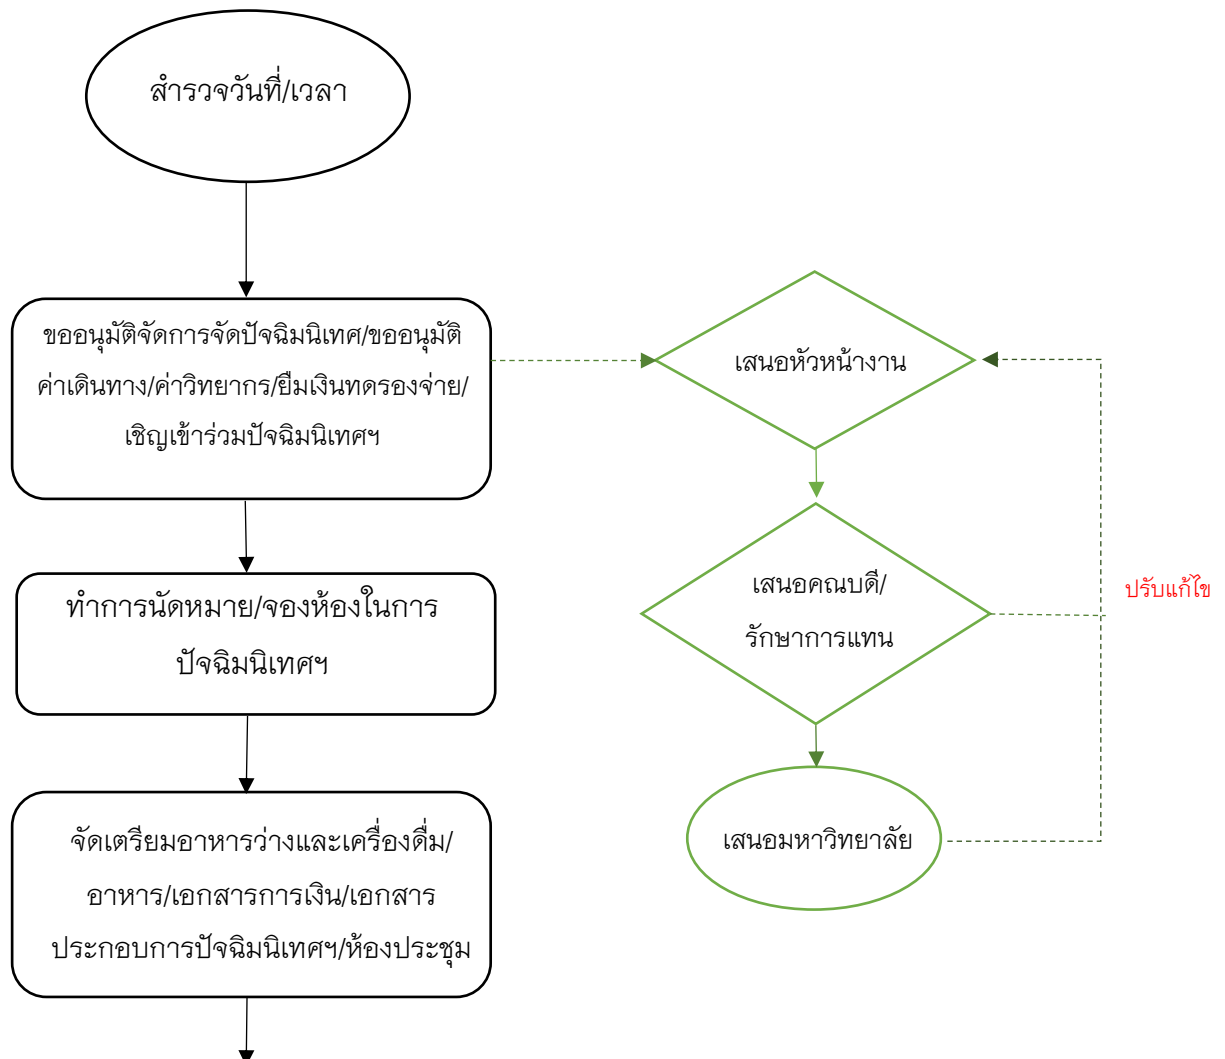 สำรวจวันที่/เวลา
ขออนุมัติจัดการจัดปัจฉิมนิเทศ/ขออนุมัติ
ค่าเดินทาง/ค่าวิทยากร/ยืมเงินทดรองจ่าย/
เชิญเข้าร่วมปัจฉิมนิเทศฯ
เสนอหัวหน้างาน
ทำการนัดหมาย/จองห้องในการ
ปัจฉิมนิเทศฯ
เสนอคณบดี/
รักษาการแทน
ปรับแก้ไข
จัดเตรียมอาหารว่างและเครื่องดื่ม/
อาหาร/เอกสารการเงิน/เอกสาร
ประกอบการปัจฉิมนิเทศฯ/ห้องประชุม
เสนอมหาวิทยาลัย